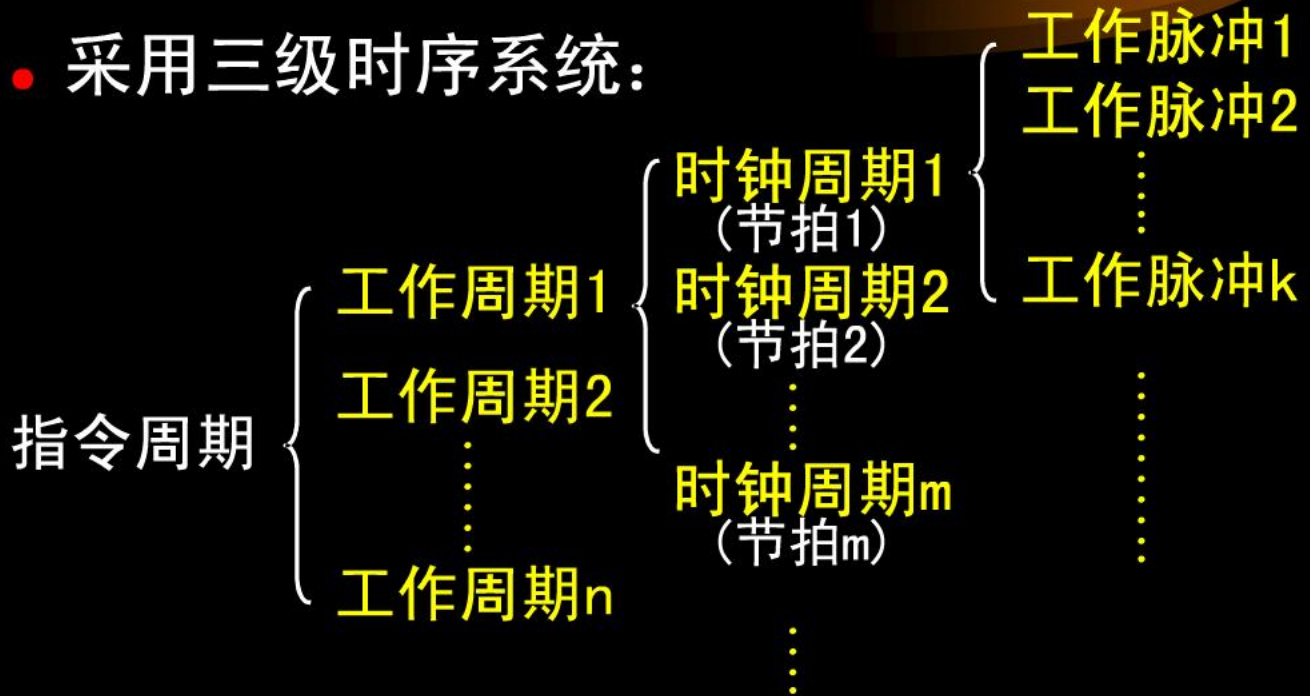 采用三级时序系统：
指令周期
工作周期1
工作周期2
工作周期n
时钟周期1
(节拍1)
时钟周期2
(节拍2)
时钟周期m
(节拍m)
工作脉冲1
工作脉冲2
工作脉冲k